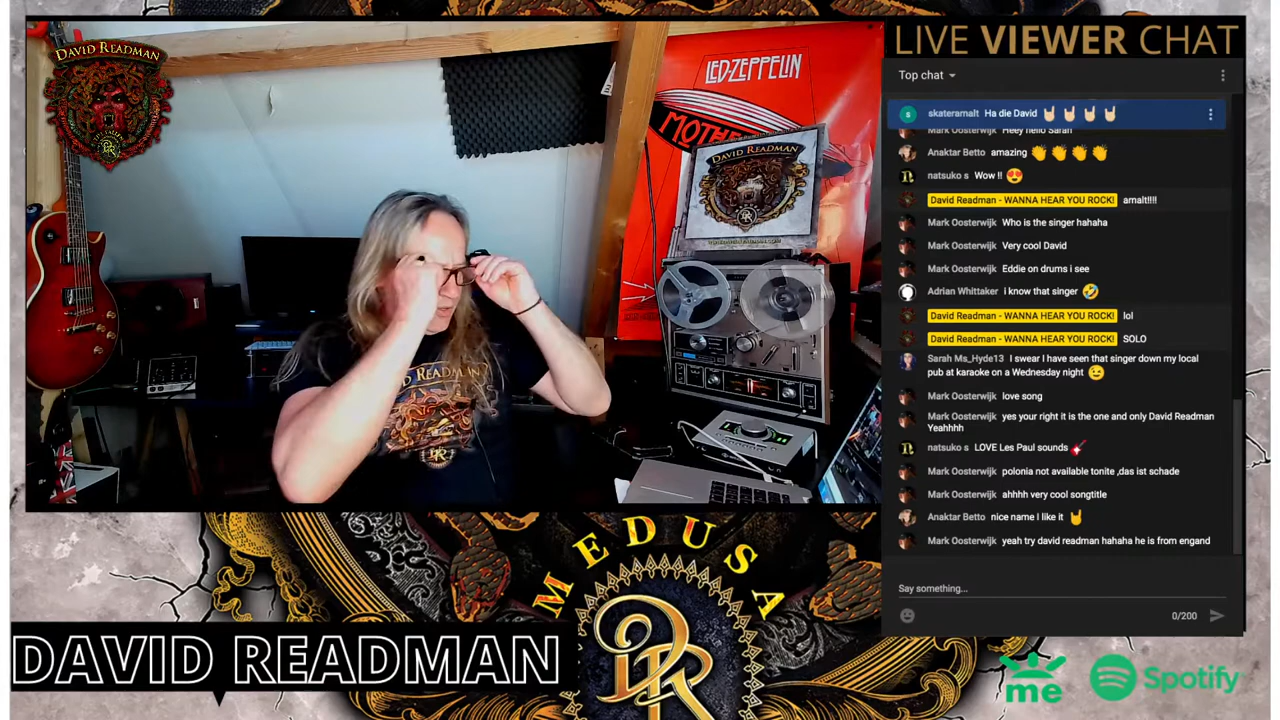 DAVID READMAN
DR
LED-ZEPPELIN
MOTHE
DAVID READMAN
DR
DAVID READMAN
DR
LIVE VIEWER CHAT
Top chat
s skateramalt Ha die David 🤘🤘🤘🤘
Mark Oosterwijk Heey hello Sarah
Anaktar Betto amazing 👏👏👏👏
natsuko s Wow !! 😍
David Readman - WANNA HEAR YOU ROCK! amalt!!!!
Mark Oosterwijk Who is the singer hahaha
Mark Oosterwijk Very cool David
Mark Oosterwijk Eddie on drums i see
Adrian Whittaker i know that singer 🤣
David Readman - WANNA HEAR YOU ROCK! lol
David Readman - WANNA HEAR YOU ROCK! SOLO
Sarah Ms_Hyde13 I swear I have seen that singer down my local
pub at karaoke on a Wednesday night 😉
Mark Oosterwijk love song
Mark Oosterwijk yes your right it is the one and only David Readman
Yeahhhh
natsuko s LOVE Les Paul sounds 🎸
Mark Oosterwijk polonia not available tonite ,das ist schade
Mark Oosterwijk ahhhh very cool songtitle
Anaktar Betto nice name I like it 🤘
Mark Oosterwijk yeah try david readman hahaha he is from engand
Say something...
0/200
MEDUSA
DR
DAVID READMAN
me
Spotify